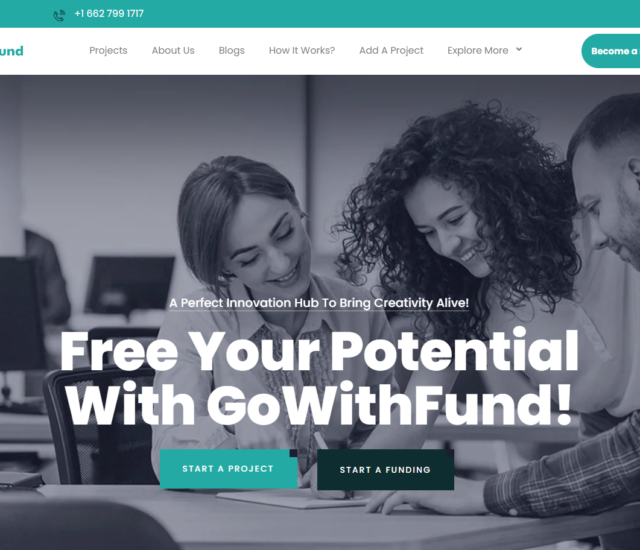 +1 662 799 1717
und
Projects About Us Blogs How It Works? Add A Project Explore More
Become a
A Perfect Innovation Hub To Bring Creativity Alive!
Free Your Potential
With GoWithFund!
START A PROJECT
START A FUNDING